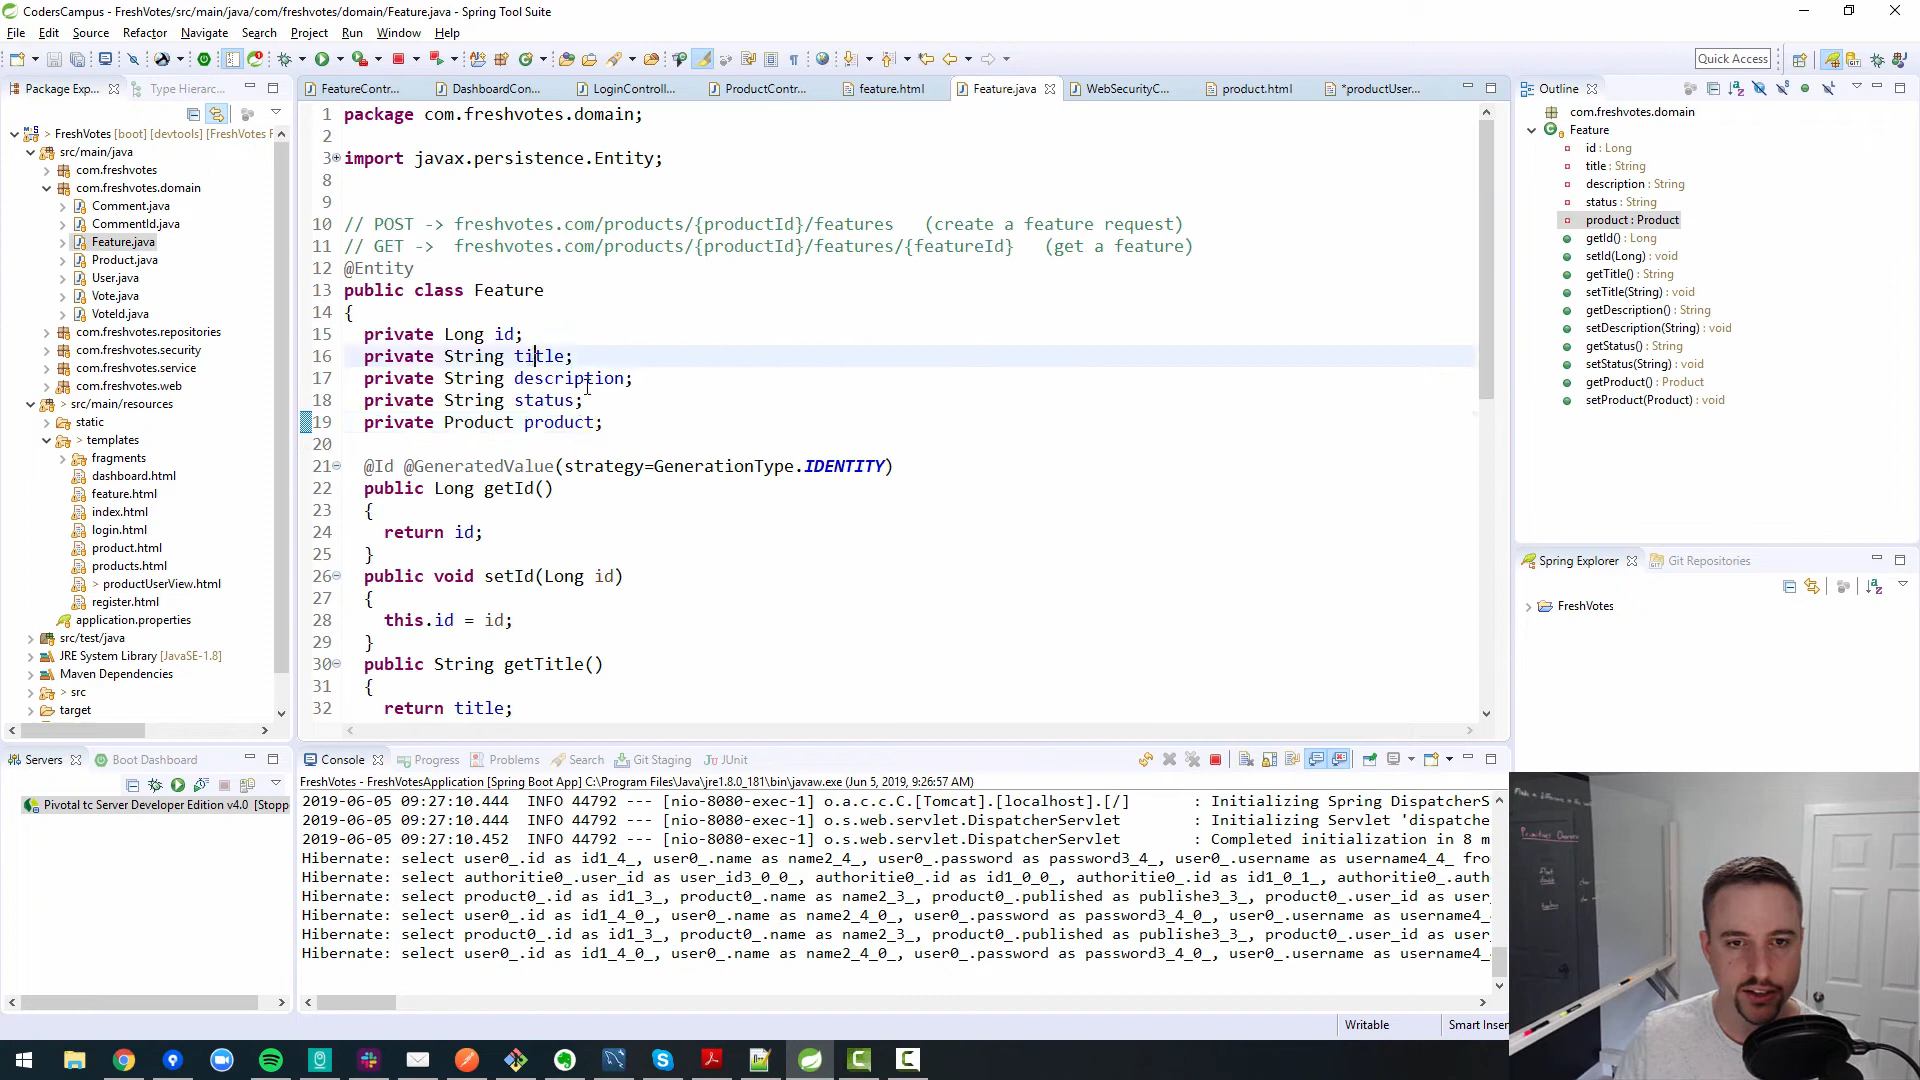 CodersCampus - FreshVotes/src/main/java/com/freshvotes/domain/Feature.java - Spring Tool Suite
File Edit Source Refactor Navigate Search Project Run Window Help
Quick Access
Package Exp...
Type Hierarc...
FreshVotes [boot] [devtools] [FreshVotes F
src/main/java
com.freshvotes
com.freshvotes.domain
Comment.java
CommentId.java
Feature.java
Product.java
User.java
Vote.java
VoteId.java
com.freshvotes.repositories
com.freshvotes.security
com.freshvotes.service
com.freshvotes.web
src/main/resources
static
templates
fragments
dashboard.html
feature.html
index.html
login.html
product.html
products.html
productUserView.html
register.html
application.properties
src/test/java
JRE System Library [JavaSE-1.8]
Maven Dependencies
src
target
FeatureContr...
DashboardCon...
LoginControll...
ProductContr...
feature.html
Feature.java
WebSecurityC...
product.html
*productUser...
1 package com.freshvotes.domain;
2
3 import javax.persistence.Entity;
8
9
10 // POST -> freshvotes.com/products/{productId}/features (create a feature request)
11 // GET -> freshvotes.com/products/{productId}/features/{featureId} (get a feature)
12 @Entity
13 public class Feature
14 {
15 private Long id;
16 private String title;
17 private String description;
18 private String status;
19 private Product product;
20
21 @Id @GeneratedValue(strategy=GenerationType.IDENTITY)
22 public Long getId()
23 {
24 return id;
25 }
26 public void setId(Long id)
27 {
28 this.id = id;
29 }
30 public String getTitle()
31 {
32 return title;
Outline
com.freshvotes.domain
Feature
id : Long
title : String
description : String
status : String
product : Product
getId() : Long
setId(Long) : void
getTitle() : String
setTitle(String) : void
getDescription() : String
setDescription(String) : void
getStatus() : String
setStatus(String) : void
getProduct() : Product
setProduct(Product) : void
Spring Explorer
Git Repositories
FreshVotes
Servers
Boot Dashboard
Pivotal tc Server Developer Edition v4.0 [Stopp
Console
Progress
Problems
Search
Git Staging
JUnit
FreshVotes - FreshVotesApplication [Spring Boot App] C:\Program Files\Java\jre1.8.0_181\bin\javaw.exe (Jun 5, 2019, 9:26:57 AM)
2019-06-05 09:27:10.444 INFO 44792 --- [nio-8080-exec-1] o.a.c.c.C.[Tomcat].[localhost].[/] : Initializing Spring DispatcherS
2019-06-05 09:27:10.444 INFO 44792 --- [nio-8080-exec-1] o.s.web.servlet.DispatcherServlet : Initializing Servlet 'dispatche
2019-06-05 09:27:10.452 INFO 44792 --- [nio-8080-exec-1] o.s.web.servlet.DispatcherServlet : Completed initialization in 8 m
Hibernate: select user0_.id as id1_4_, user0_.name as name2_4_, user0_.password as password3_4_, user0_.username as username4_4_ fro
Hibernate: select authoritie0_.user_id as user_id3_0_0_, authoritie0_.id as id1_0_0_, authoritie0_.id as id1_0_1_, authoritie0_.auth
Hibernate: select product0_.id as id1_3_, product0_.name as name2_3_, product0_.published as publishe3_3_, product0_.user_id as user
Hibernate: select user0_.id as id1_4_0_, user0_.name as name2_4_0_, user0_.password as password3_4_0_, user0_.username as username4_
Hibernate: select product0_.id as id1_3_, product0_.name as name2_3_, product0_.published as publishe3_3_, product0_.user_id as user_
Hibernate: select user0_.id as id1_4_0_, user0_.name as name2_4_0_, user0_.password as password3_4_0_, user0_.username as username4_
Writable
Smart Inser